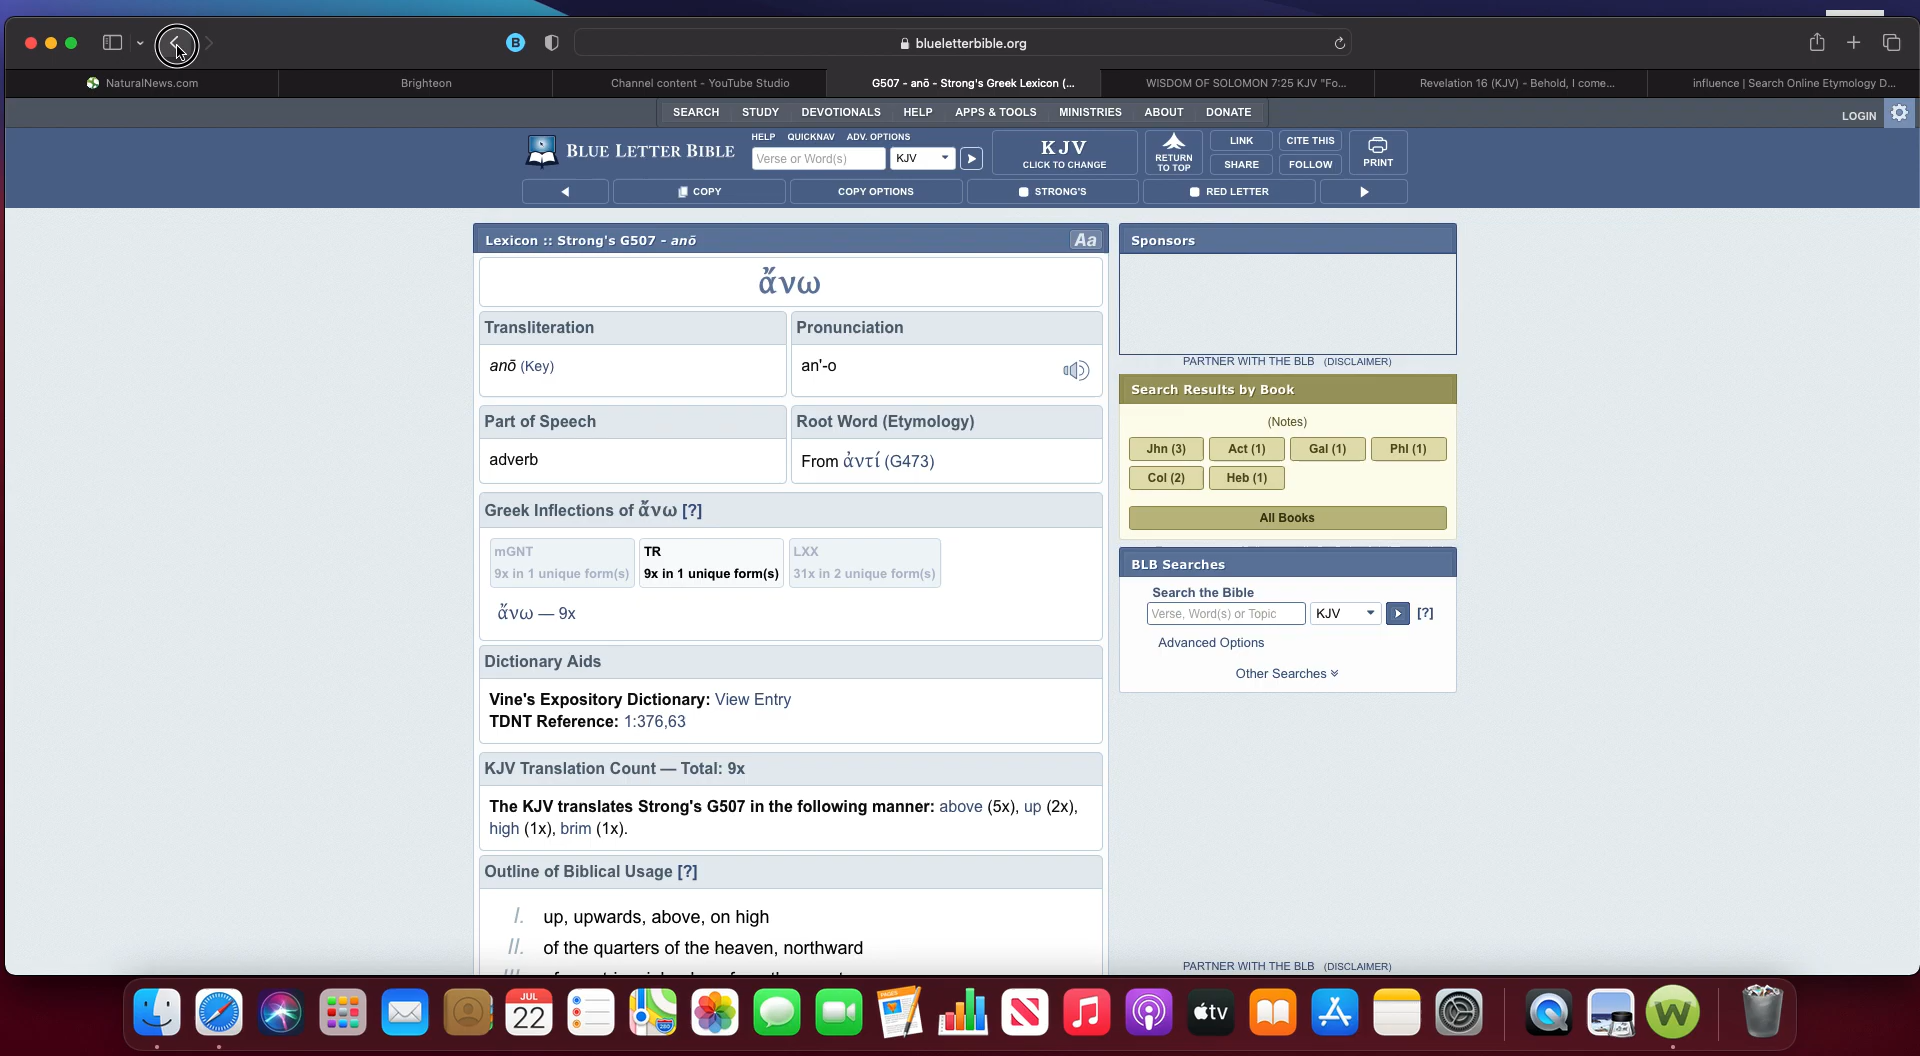 blueletterbible.org
NaturalNews.com
Brighteon
Channel content - YouTube Studio
G507 - anō - Strong's Greek Lexicon (...
WISDOM OF SOLOMON 7:25 KJV "Fo...
Revelation 16 (KJV) - Behold, I come...
influence | Search Online Etymology D...
SEARCH STUDY DEVOTIONALS HELP APPS & TOOLS MINISTRIES ABOUT DONATE
LOGIN
BLUE LETTER BIBLE
HELP QUICKNAV ADV. OPTIONS
Verse or Word(s)
KJV
KJV
CLICK TO CHANGE
RETURN
TO TOP
LINK
CITE THIS
SHARE
FOLLOW
PRINT
COPY
COPY OPTIONS
STRONG'S
RED LETTER
Lexicon :: Strong's G507 - anō
Aa
ἄνω
Transliteration
Pronunciation
anō (Key)
an'-o
Part of Speech
Root Word (Etymology)
adverb
From ἀντί (G473)
Greek Inflections of ἄνω [?]
mGNT
9x in 1 unique form(s)
TR
9x in 1 unique form(s)
LXX
31x in 2 unique form(s)
ἄνω — 9x
Dictionary Aids
Vine's Expository Dictionary: View Entry
TDNT Reference: 1:376,63
KJV Translation Count — Total: 9x
The KJV translates Strong's G507 in the following manner: above (5x), up (2x),
high (1x), brim (1x).
Outline of Biblical Usage [?]
I. up, upwards, above, on high
II. of the quarters of the heaven, northward
Sponsors
PARTNER WITH THE BLB (DISCLAIMER)
Search Results by Book
(Notes)
Jhn (3) Act (1) Gal (1) Phl (1)
Col (2) Heb (1)
All Books
BLB Searches
Search the Bible
Verse, Word(s) or Topic
KJV
[?]
Advanced Options
Other Searches
PARTNER WITH THE BLB (DISCLAIMER)
JUL
22
PAGES
280
tv
W